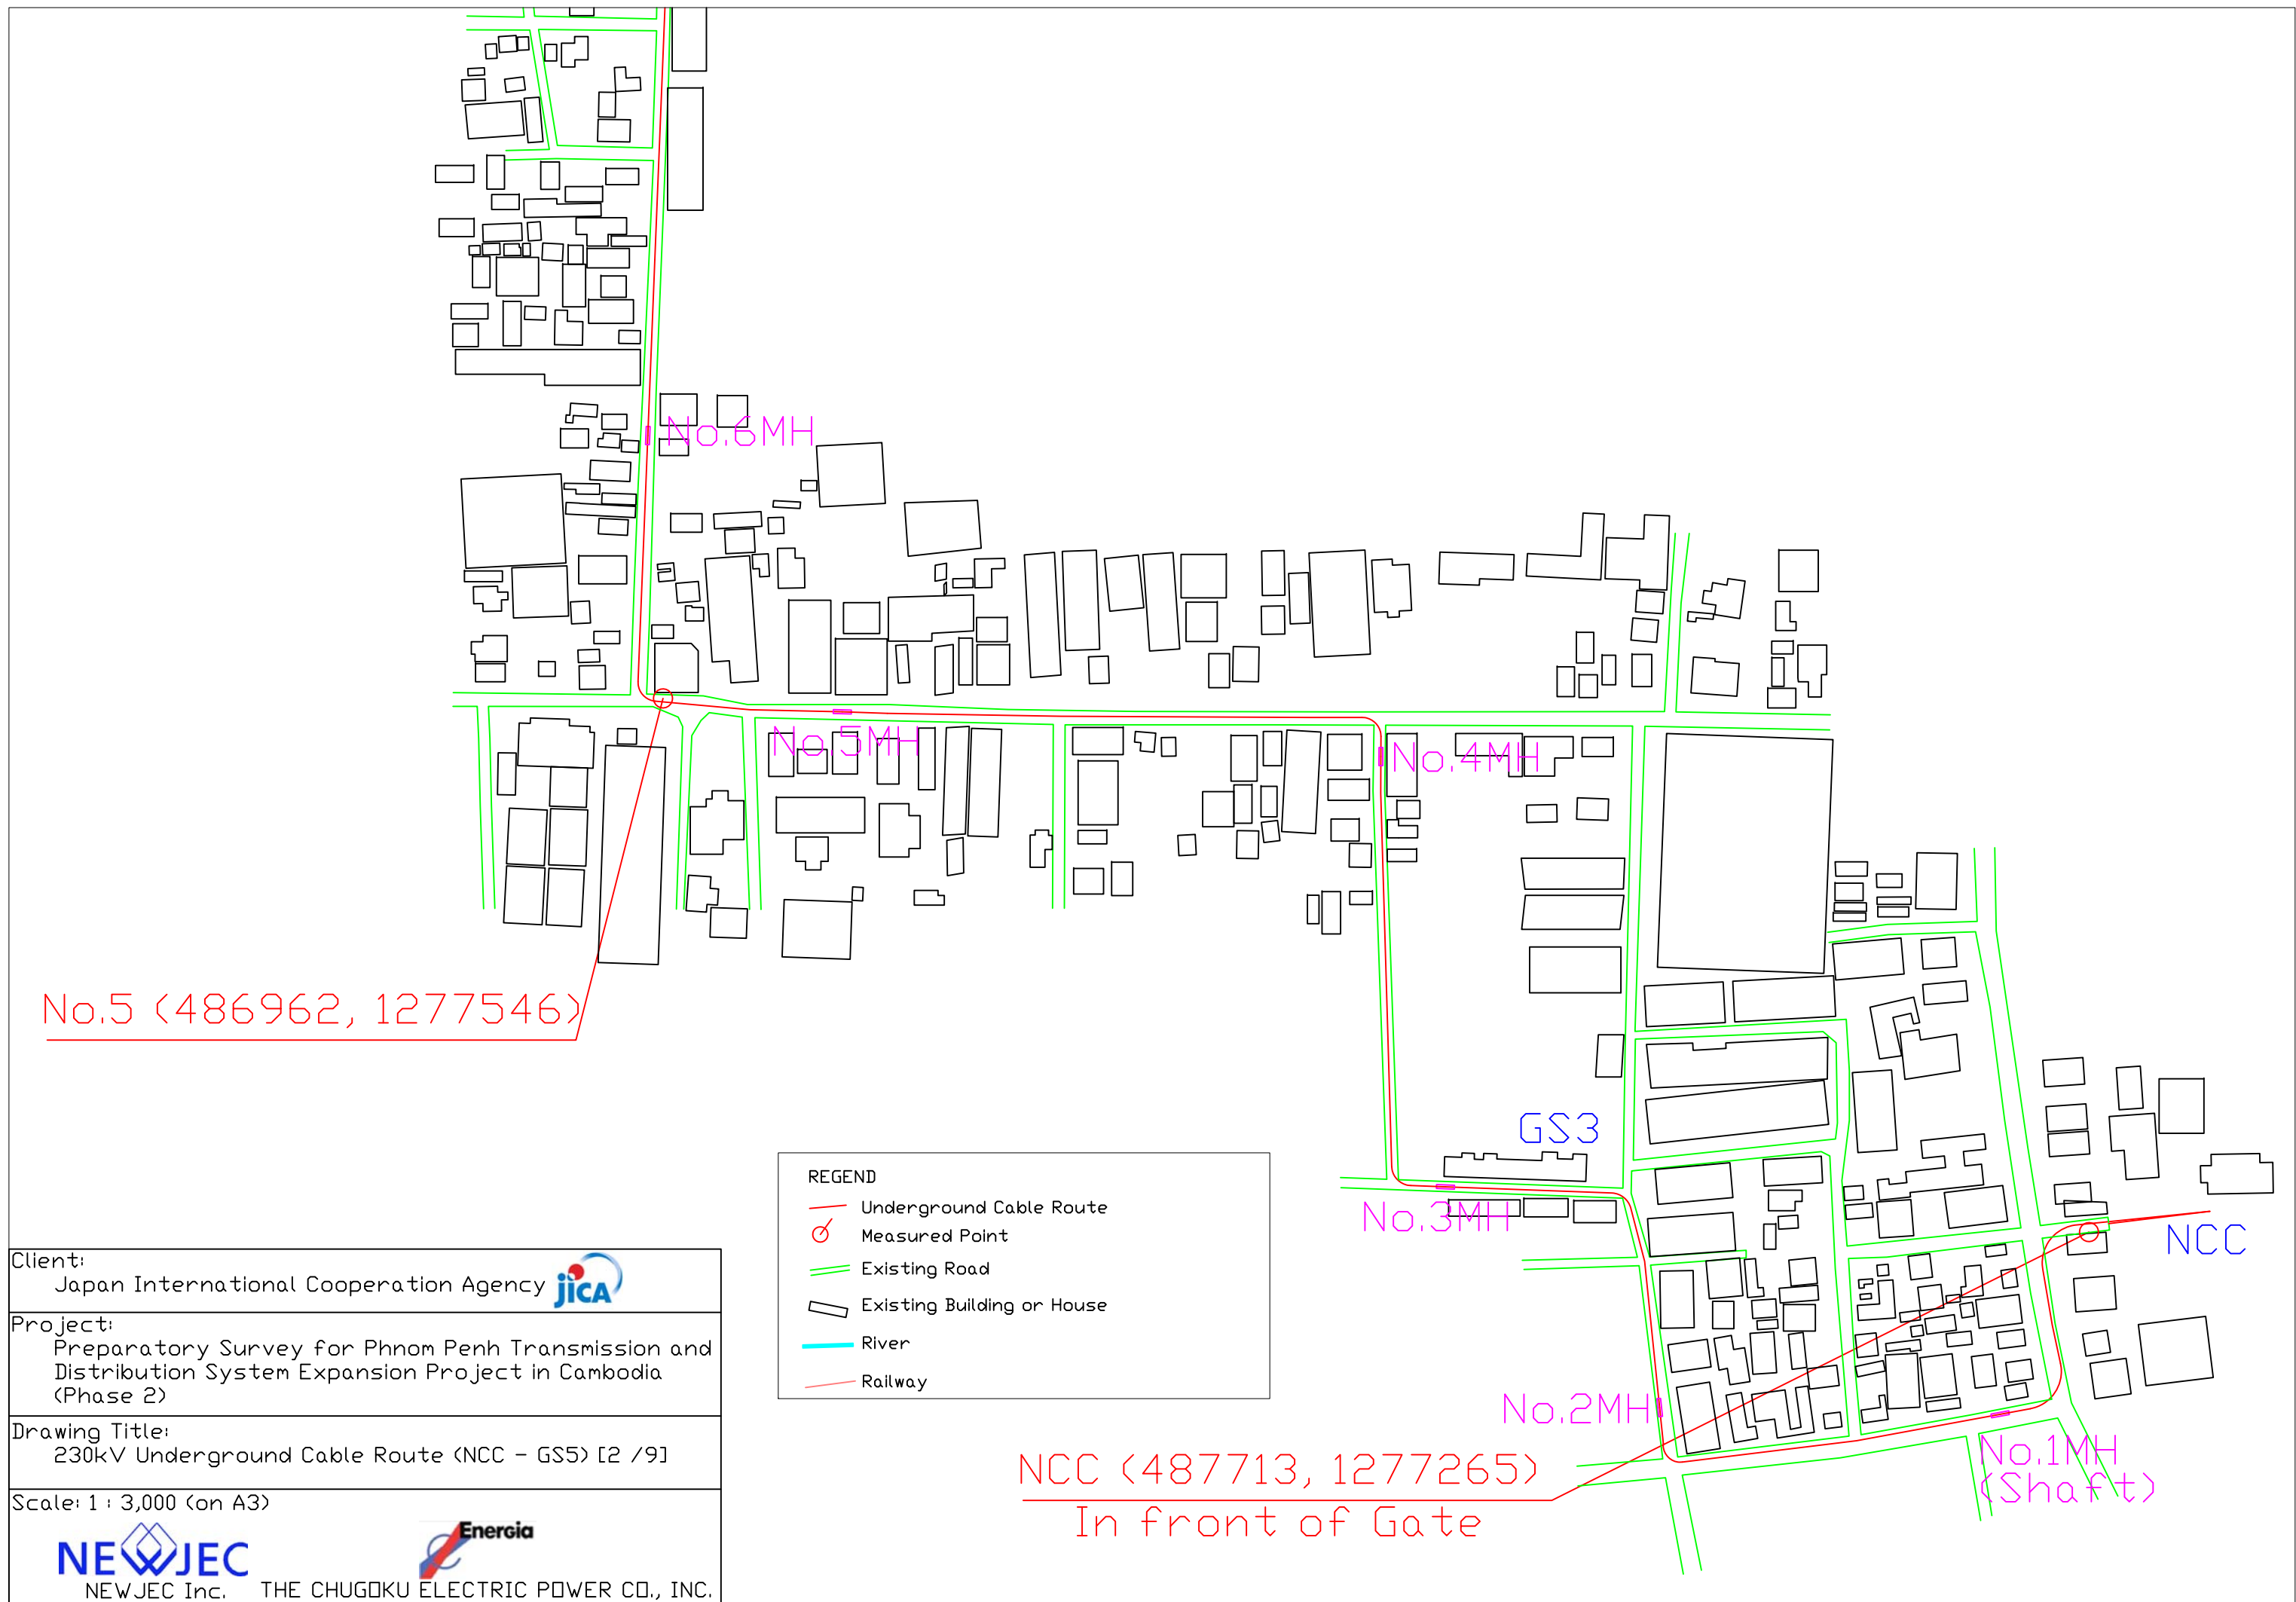 No.6MH
No.5MH
No.4MH
No.5 (486962, 1277546)
GS3
No.3MH
NCC
No.2MH
No.1MH
(Shaft)
NCC (487713, 1277265)
In front of Gate
REGEND
Underground Cable Route
Measured Point
Existing Road
Existing Building or House
River
Railway
Client:
Japan International Cooperation Agency
jICA
Project:
Preparatory Survey for Phnom Penh Transmission and
Distribution System Expansion Project in Cambodia
(Phase 2)
Drawing Title:
230kV Underground Cable Route (NCC - GS5) [2 /9]
Scale: 1 : 3,000 (on A3)
NEWJEC
Energia
NEWJEC Inc.
THE CHUGOKU ELECTRIC POWER CO., INC.